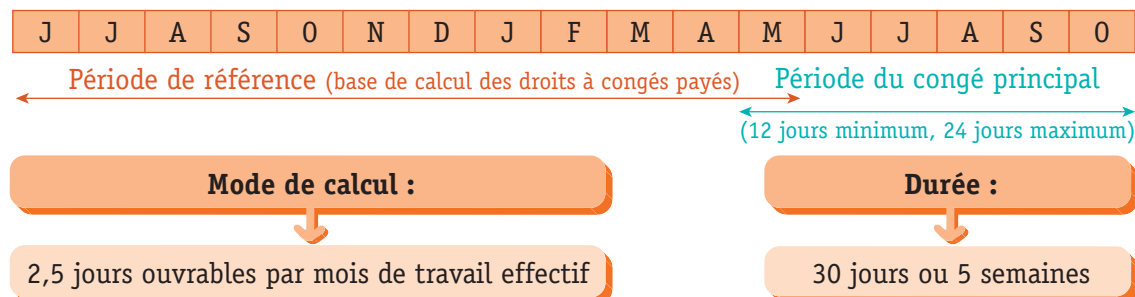 J J A S O N D J F M A M J J A S O
Période de référence (base de calcul des droits à congés payés)
Période du congé principal
(12 jours minimum, 24 jours maximum)
Mode de calcul :
Durée :
2,5 jours ouvrables par mois de travail effectif
30 jours ou 5 semaines